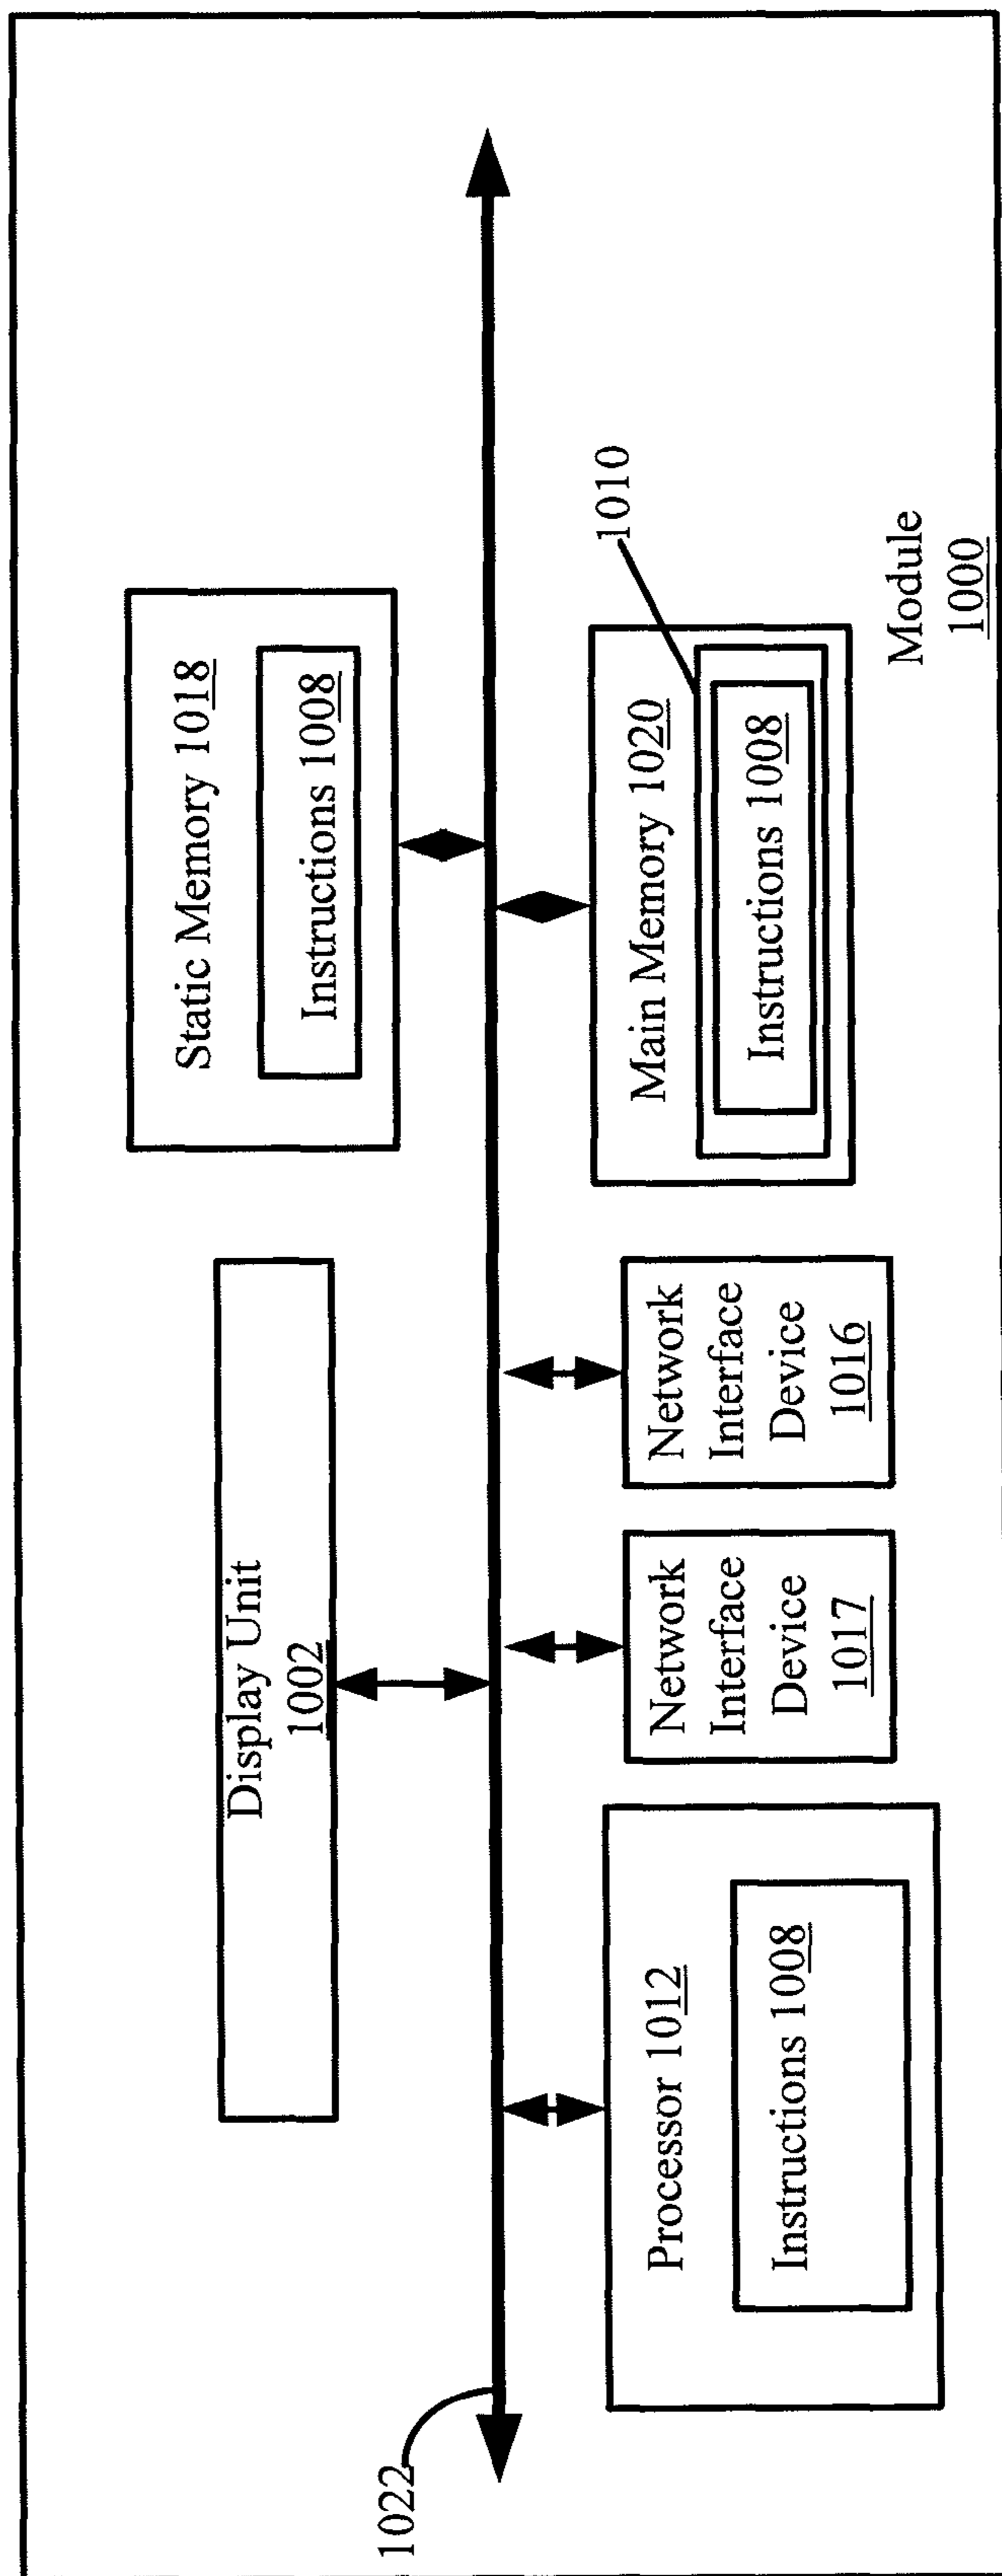 Display Unit
1002
Static Memory 1018
Instructions 1008
1022
Processor 1012
Instructions 1008
Network
Interface
Device
1017
Network
Interface
Device
1016
Main Memory 1020
Instructions 1008
1010
Module
1000